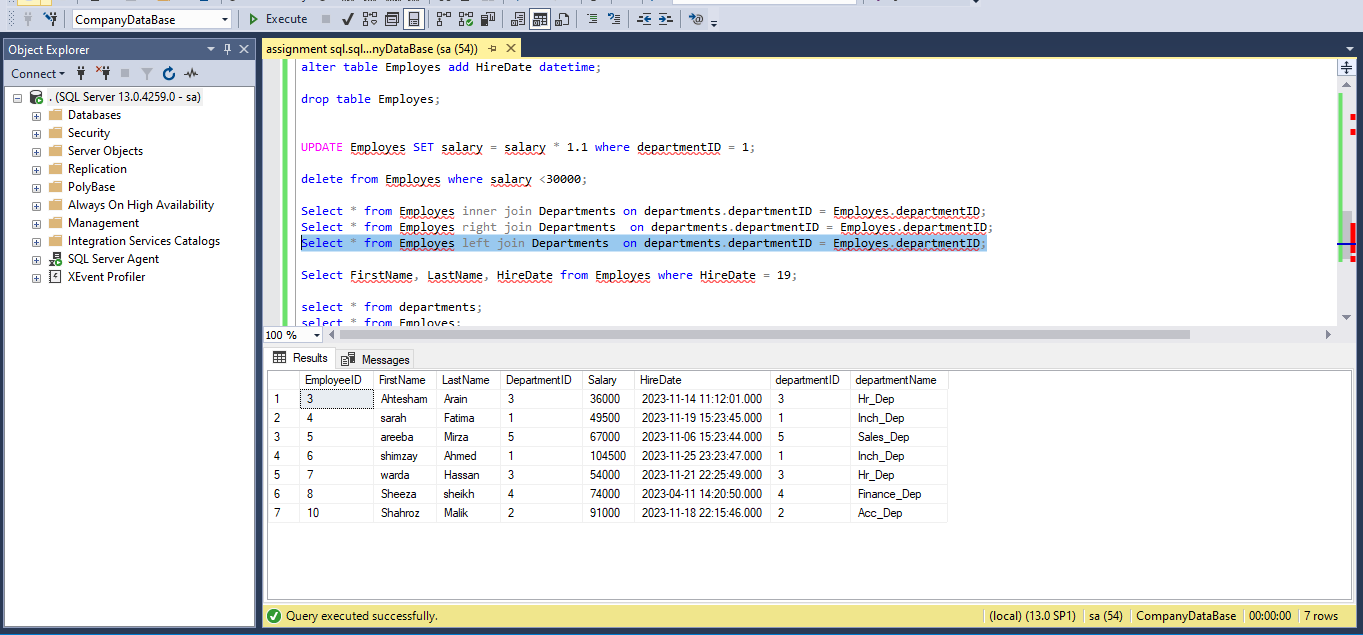 CompanyDataBase Execute
Object Explorer
assignment sql.sql...nyDataBase (sa (54))
Connect
. (SQL Server 13.0.4259.0 - sa)
Databases
Security
Server Objects
Replication
PolyBase
Always On High Availability
Management
Integration Services Catalogs
SQL Server Agent
XEvent Profiler
alter table Employes add HireDate datetime;
drop table Employes;
UPDATE Employes SET salary = salary * 1.1 where departmentID = 1;
delete from Employes where salary <30000;
Select * from Employes inner join Departments on departments.departmentID = Employes.departmentID;
Select * from Employes right join Departments  on departments.departmentID = Employes.departmentID;
Select * from Employes left join Departments  on departments.departmentID = Employes.departmentID;
Select FirstName, LastName, HireDate from Employes where HireDate = 19;
select * from departments;
select * from Employes;
100 %
Results Messages
EmployeeID FirstName LastName DepartmentID Salary HireDate departmentID departmentName
1 3 Ahtesham Arain 3 36000 2023-11-14 11:12:01.000 3 Hr_Dep
2 4 sarah Fatima 1 49500 2023-11-19 15:23:45.000 1 Inch_Dep
3 5 areeba Mirza 5 67000 2023-11-06 15:23:44.000 5 Sales_Dep
4 6 shimzay Ahmed 1 104500 2023-11-25 23:23:47.000 1 Inch_Dep
5 7 warda Hassan 3 54000 2023-11-21 22:25:49.000 3 Hr_Dep
6 8 Sheeza sheikh 4 74000 2023-04-11 14:20:50.000 4 Finance_Dep
7 10 Shahroz Malik 2 91000 2023-11-18 22:15:46.000 2 Acc_Dep
Query executed successfully. (local) (13.0 SP1) sa (54) CompanyDataBase 00:00:00 7 rows